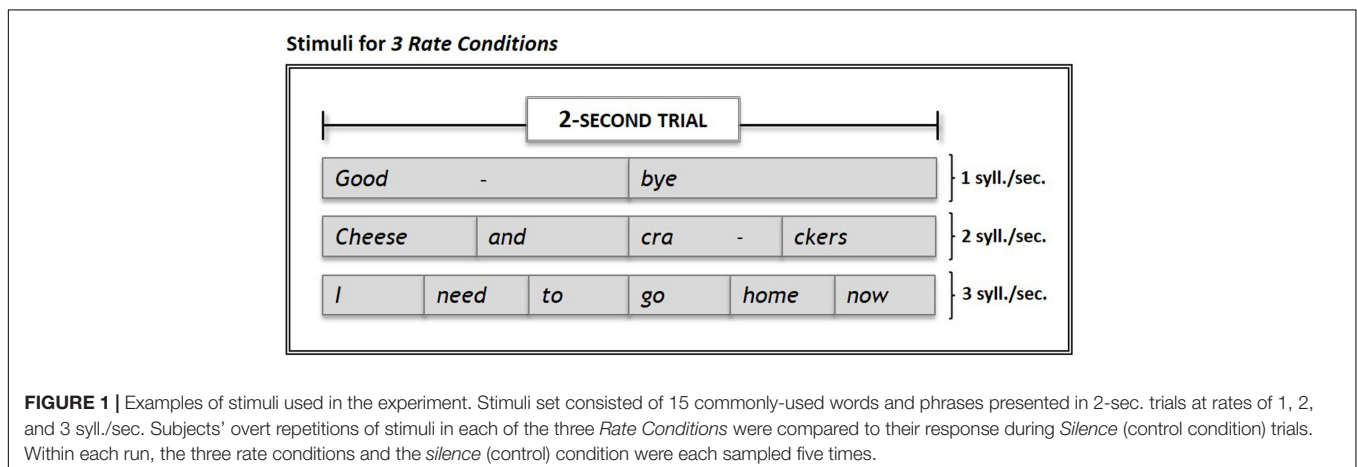 Stimuli for 3 Rate Conditions
2-SECOND TRIAL
Good - bye 1 syll./sec.
Cheese and cra - ckers 2 syll./sec.
I need to go home now 3 syll./sec.
FIGURE 1 | Examples of stimuli used in the experiment. Stimuli set consisted of 15 commonly-used words and phrases presented in 2-sec. trials at rates of 1, 2,
and 3 syll./sec. Subjects' overt repetitions of stimuli in each of the three Rate Conditions were compared to their response during Silence (control condition) trials.
Within each run, the three rate conditions and the silence (control) condition were each sampled five times.